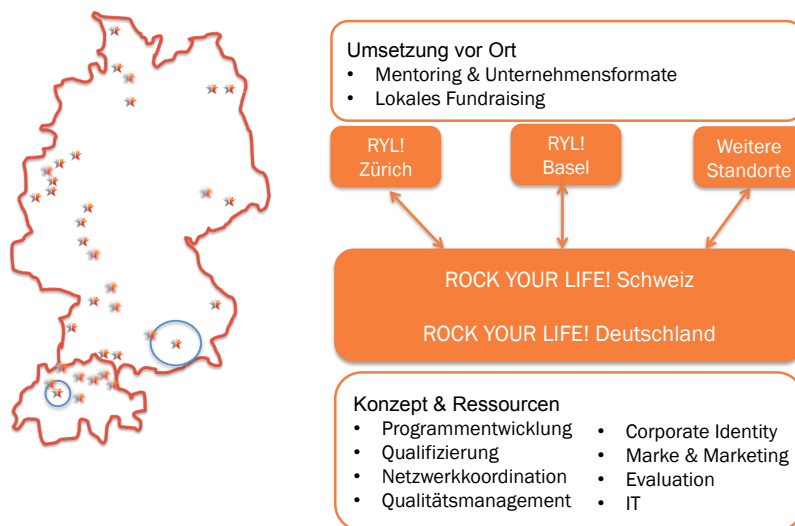 Umsetzung vor Ort
• Mentoring & Unternehmensformate
• Lokales Fundraising
RYL!
Zürich
RYL!
Basel
Weitere
Standorte
ROCK YOUR LIFE! Schweiz
ROCK YOUR LIFE! Deutschland
Konzept & Ressourcen
• Programmentwicklung
• Qualifizierung
• Netzwerkkoordination
• Qualitätsmanagement
• Corporate Identity
• Marke & Marketing
• Evaluation
• IT